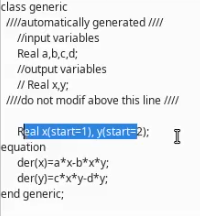 class generic
////automatically generated ////
//input variables
Real a,b,c,d;
//output variables
// Real x,y;
////do not modif above this line ////
Real x(start=1), y(start=2);
equation
der(x)=a*x-b*x*y;
der(y)=c*x*y-d*y;
end generic;